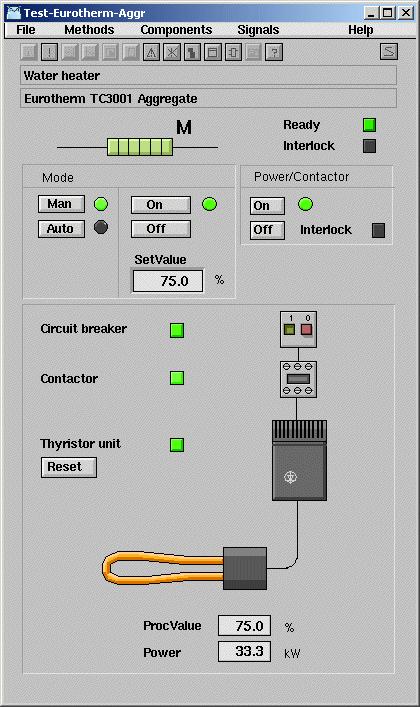 Test-Eurotherm-Aggr
File Methods Components Signals Help
Water heater
Eurotherm TC3001 Aggregate
M
Ready
Interlock
Mode
Man
Auto
On
Off
SetValue
75.0 %
Power/Contactor
On
Off Interlock
1 0
Circuit breaker
Contactor
Thyristor unit
Reset
ProcValue 75.0 %
Power 33.3 kW